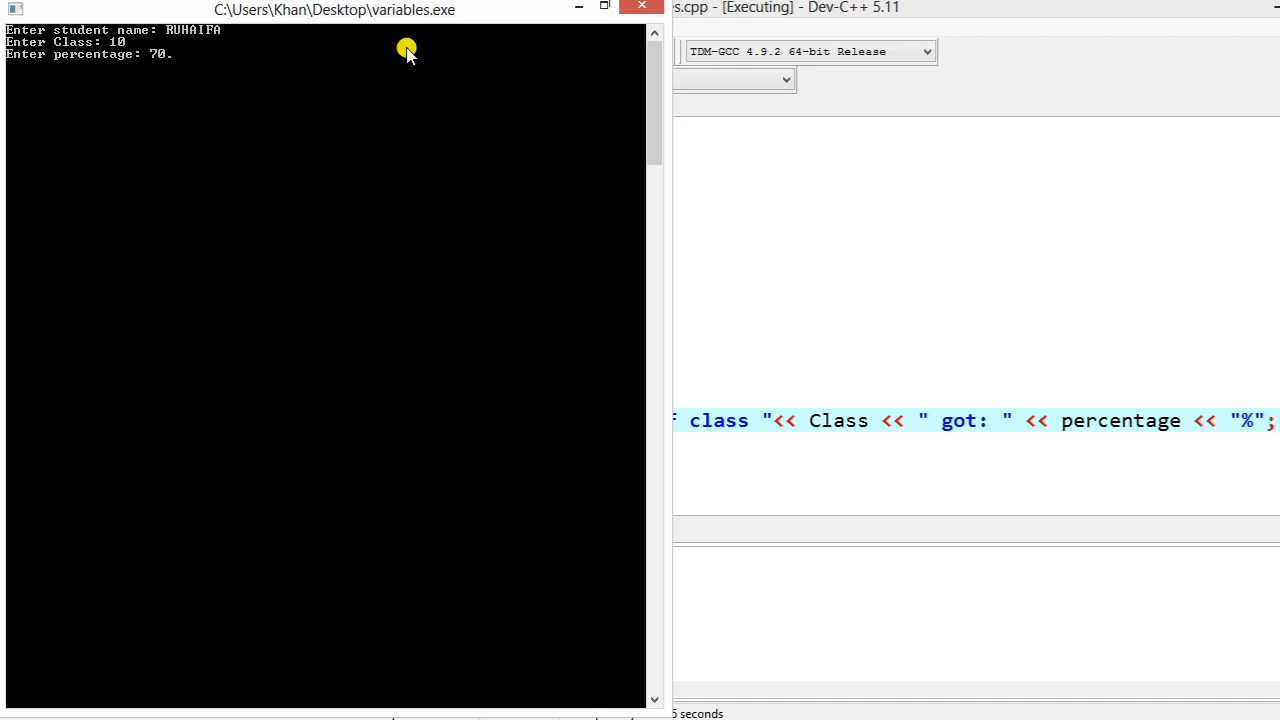 C:\Users\Khan\Desktop\variables.exe
s.cpp - [Executing] - Dev-C++ 5.11
Enter student name: RUHAIFA
Enter Class: 10
Enter percentage: 70.
TDM-GCC 4.9.2 64-bit Release
class "<< Class << " got: " << percentage << "%";
seconds